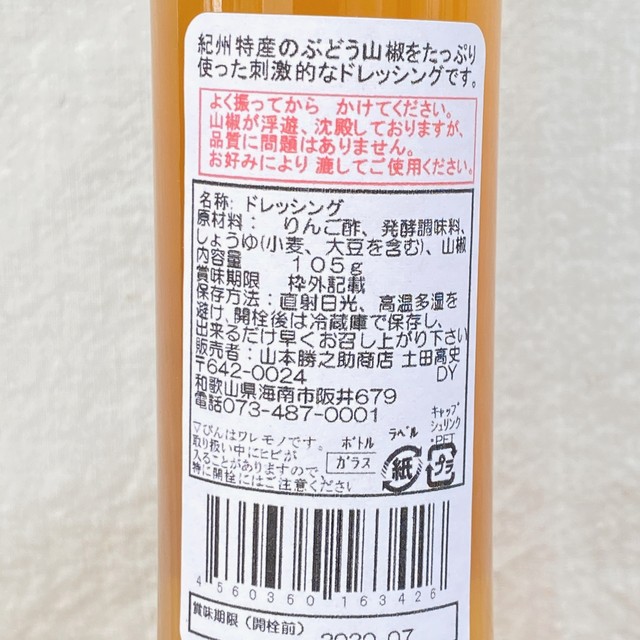 紀州特産のぶどう山椒をたっぷり
使った刺激的なドレッシングです。
よく振ってから かけてください。
山椒が浮遊、沈殿しておりますが、
品質に問題はありません。
お好みにより漉してご使用ください。
名称: ドレッシング
原材料: りんご酢、発酵調味料、
しょうゆ(小麦、大豆を含む)、山椒
内容量 105g
賞味期限 枠外記載
保存方法:直射日光、高温多湿を
避け、開栓後は冷蔵庫で保存し、
出来るだけ早くお召し上がり下さい
販売者:山本勝之助商店 土田高史
〒642-0024 DY
和歌山県海南市阪井679
電話073-487-0001
▽びんはワレモノです。
取り扱い中にヒビが
入ることがありますので
特に開栓にはご注意ください
ボトル
ガラス
ラベル
紙
キャップ
シュリンク
PET
プラ
4560360163426
賞味期限(開栓前)
2020.07